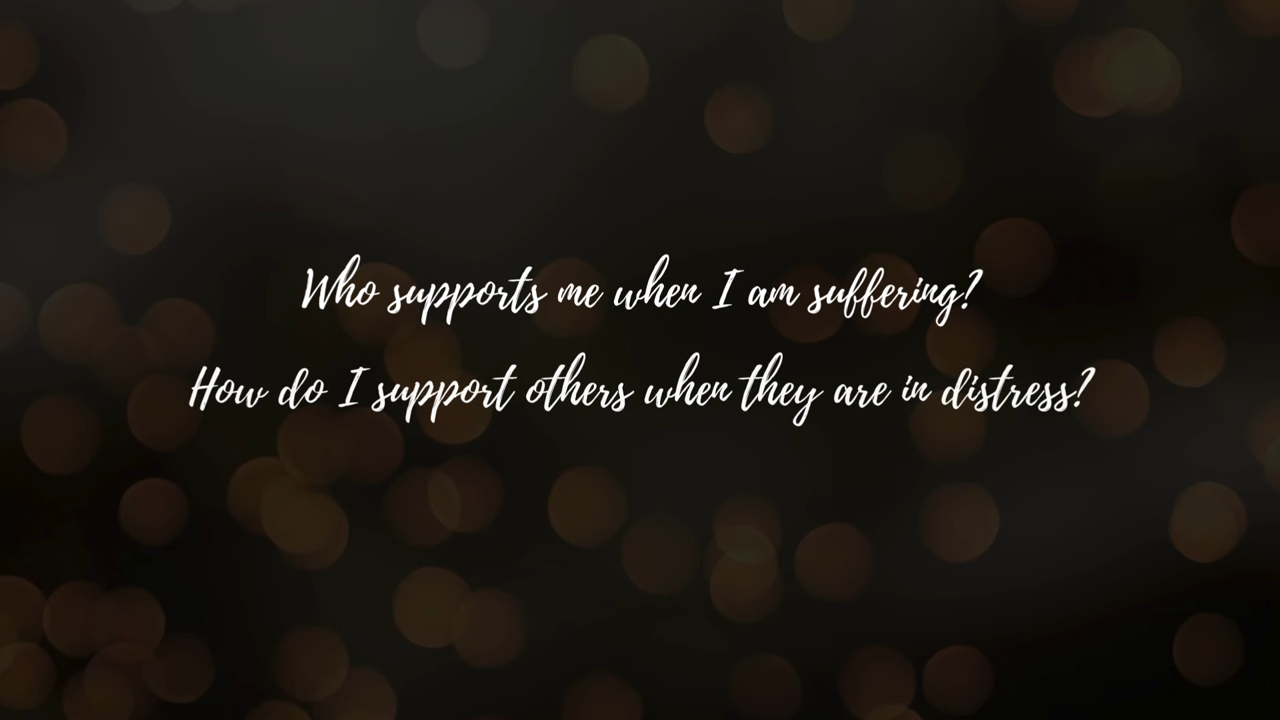 Who supports me when I am suffering?
How do I support others when they are in distress?